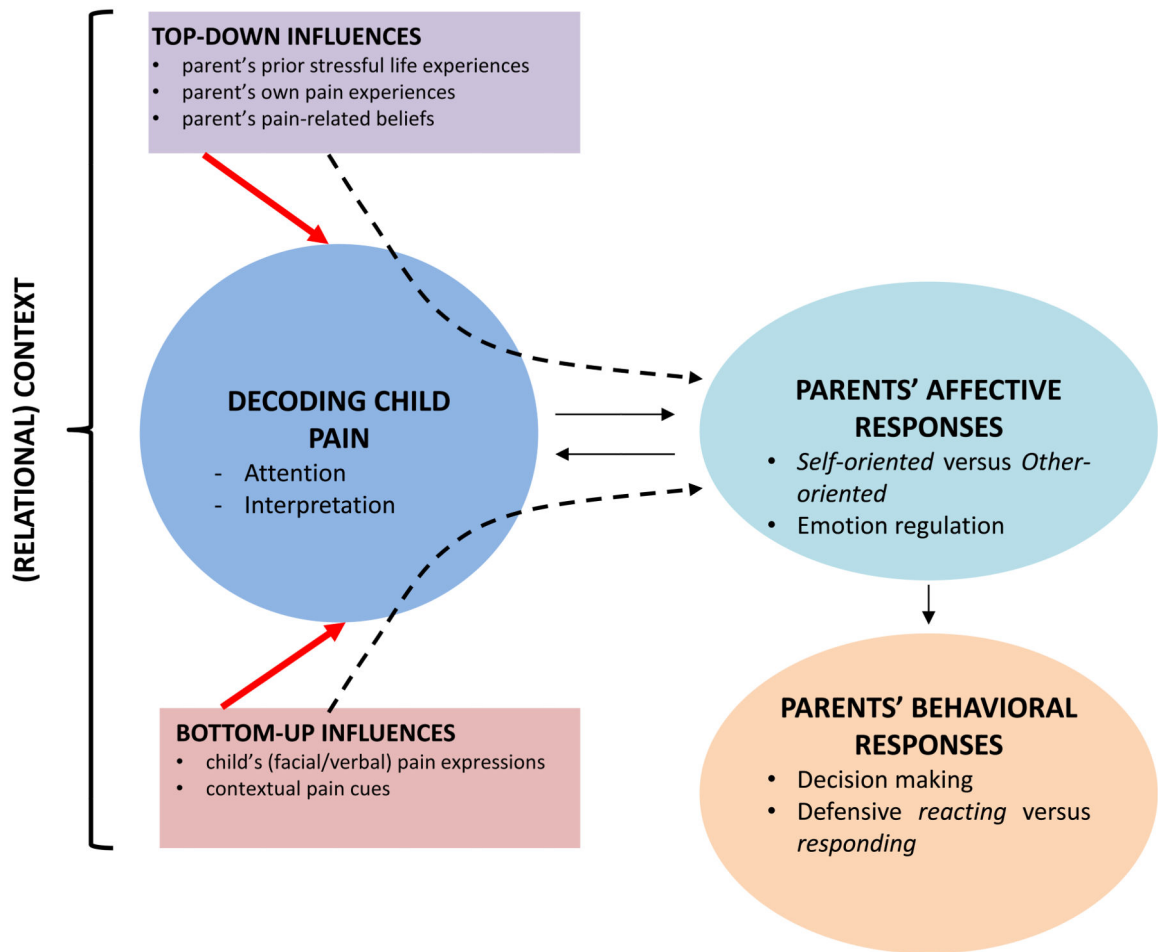 (RELATIONAL) CONTEXT
TOP-DOWN INFLUENCES
• parent's prior stressful life experiences
• parent's own pain experiences
• parent's pain-related beliefs
DECODING CHILD
PAIN
- Attention
- Interpretation
PARENTS' AFFECTIVE
RESPONSES
• Self-oriented versus Other-
oriented
• Emotion regulation
BOTTOM-UP INFLUENCES
• child's (facial/verbal) pain expressions
• contextual pain cues
PARENTS' BEHAVIORAL
RESPONSES
• Decision making
• Defensive reacting versus
responding